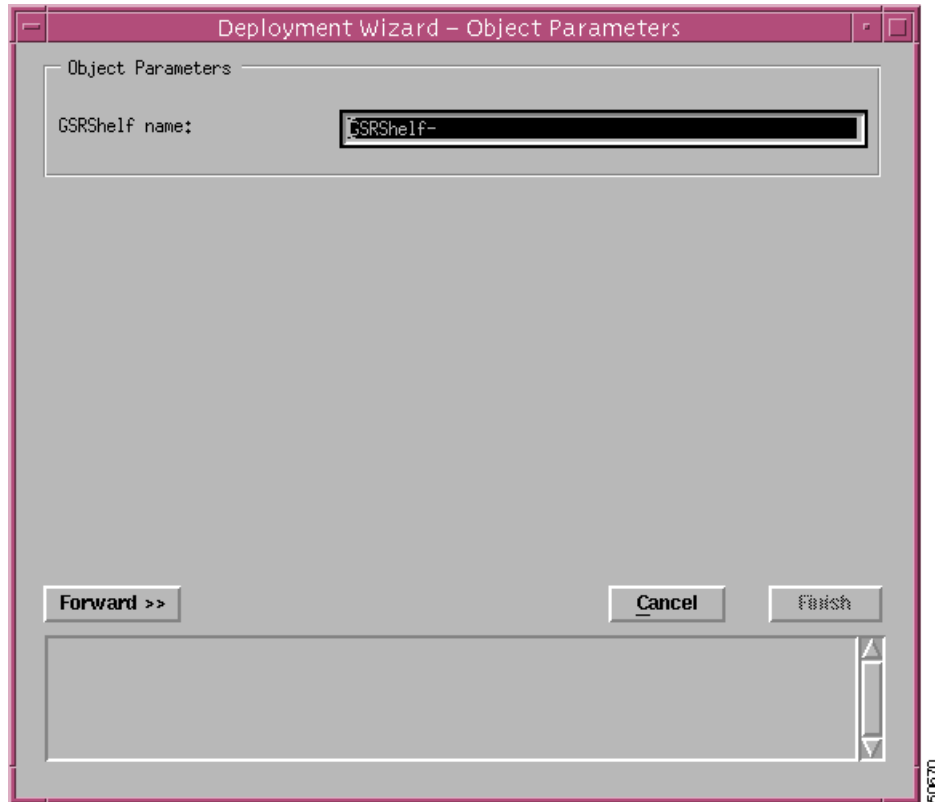 Deployment Wizard – Object Parameters
Object Parameters
GSRShelf name:
GSRShelf-
Forward >>
Cancel
Finish
50670